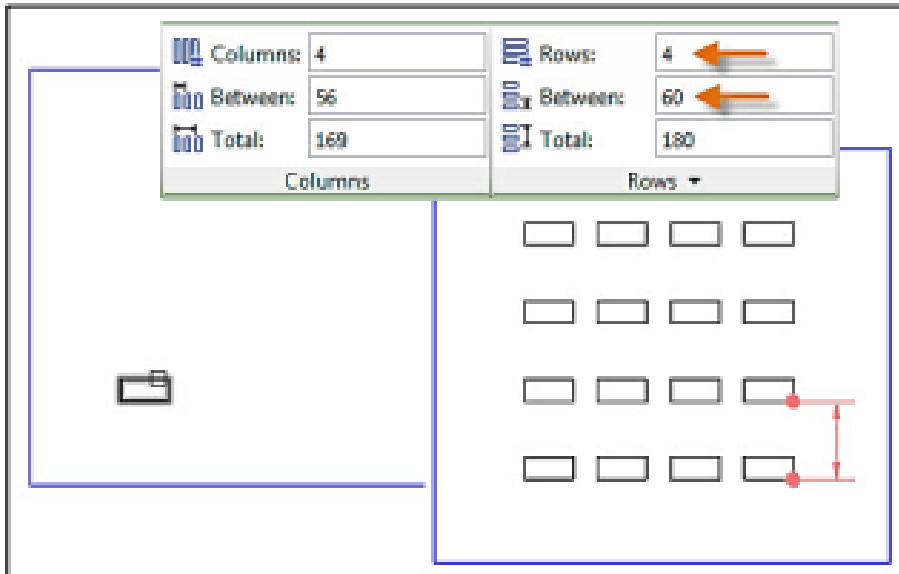 Columns: 4
Between: 56
Total: 169
Columns
Rows: 4
Between: 60
Total: 180
Rows